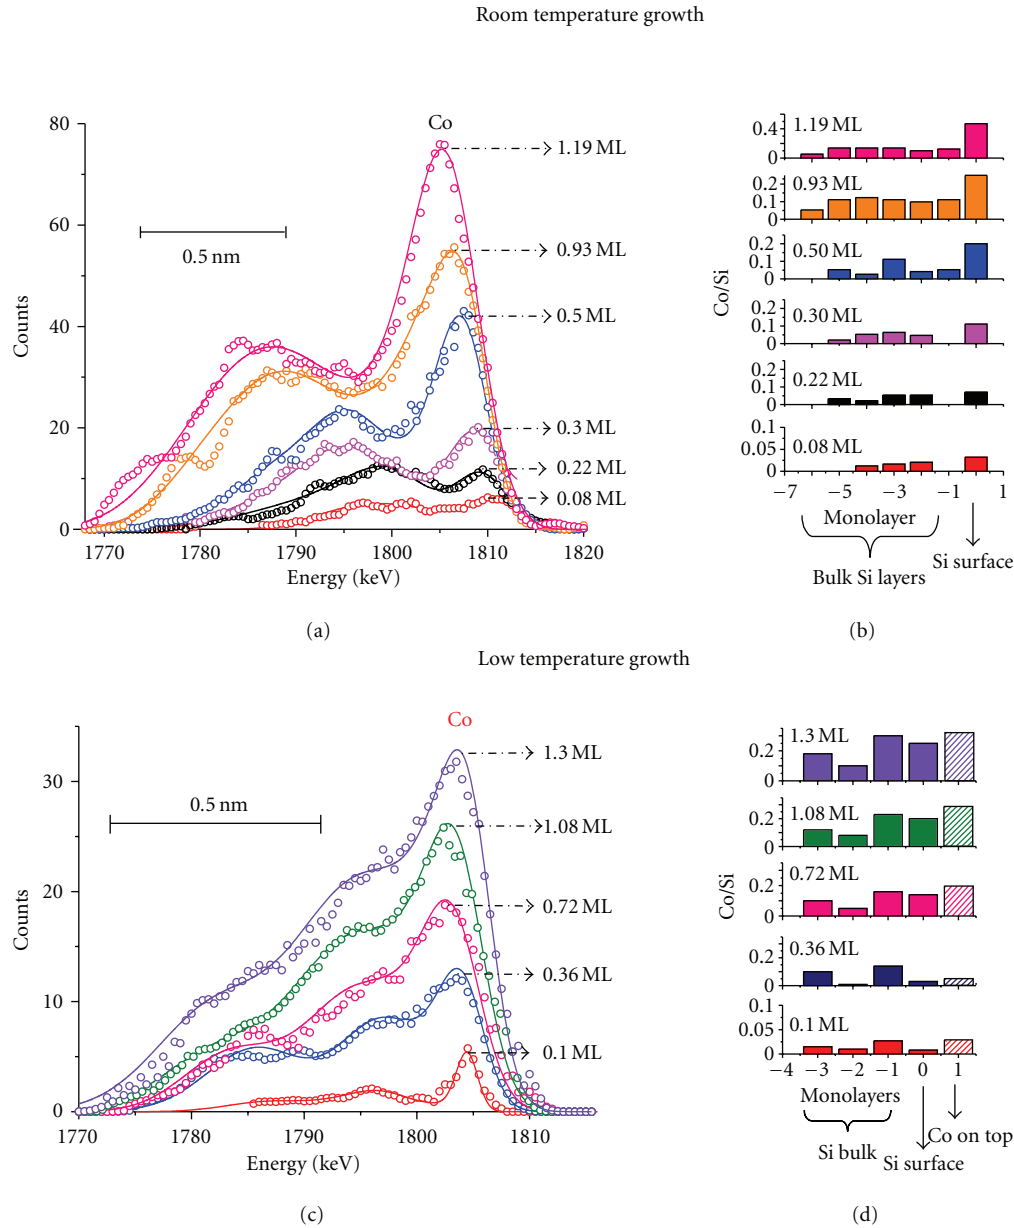 Room temperature growth
80
60
40
20
0
Counts
Co
0.5 nm
1.19 ML
0.93 ML
0.5 ML
0.3 ML
0.22 ML
0.08 ML
1770 1780 1790 1800 1810 1820
Energy (keV)
(a)
Co/Si
0.4
0
1.19 ML
0.2
0.1
0
0.93 ML
0.2
0.1
0
0.50 ML
0.2
0.1
0
0.30 ML
0.2
0.1
0
0.22 ML
0.1
0.05
0
0.08 ML
−7 −5 −3 −1 1
Monolayer
Bulk Si layers
Si surface
(b)
Low temperature growth
30
20
10
0
Counts
Co
0.5 nm
1.3 ML
1.08 ML
0.72 ML
0.36 ML
0.1 ML
1770 1780 1790 1800 1810
Energy (keV)
(c)
Co/Si
0.2
0
1.3 ML
0.2
0
1.08 ML
0.2
0
0.72 ML
0.2
0
0.36 ML
0.1
0.05
0
0.1 ML
−4 −3 −2 −1 0 1
Monolayers
Si bulk
Si surface
Co on top
(d)